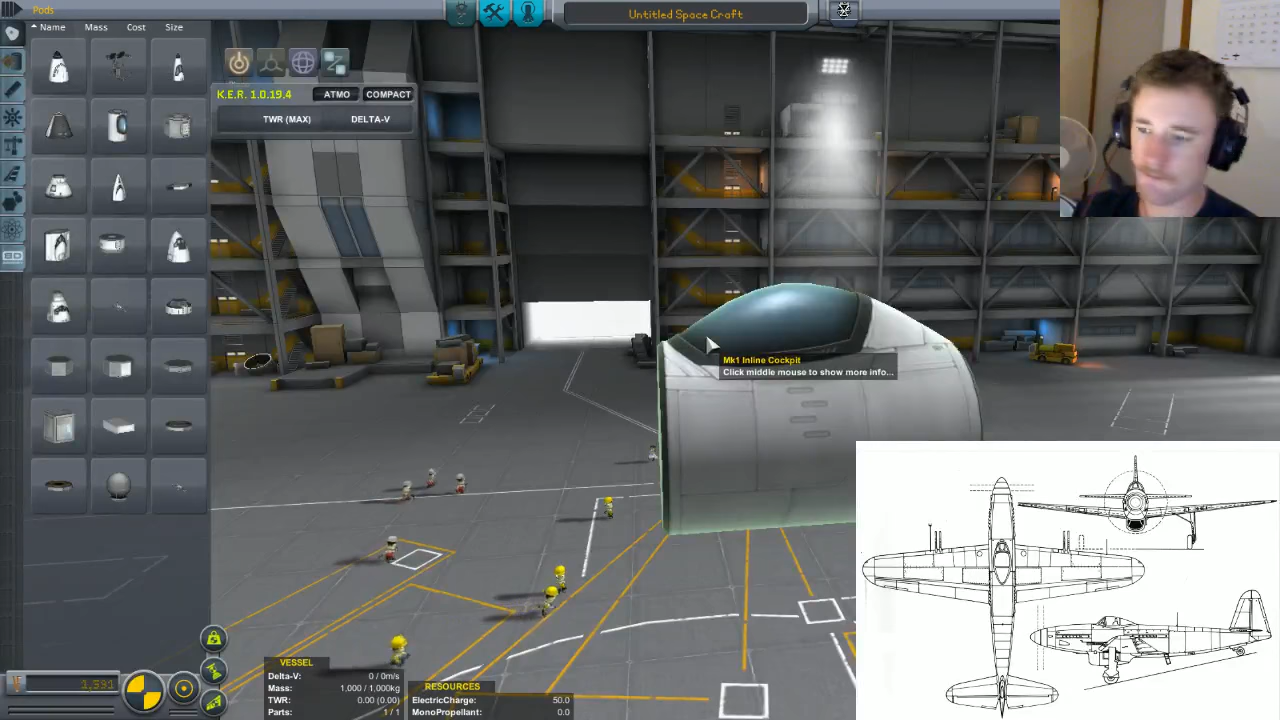 Pods
Untitled Space Craft
Name Mass Cost Size
K.E.R. 1.0.19.4 ATMO COMPACT
TWR (MAX) DELTA-V
Mk1 Inline Cockpit
Click middle mouse to show more info...
1,591
VESSEL
Delta-V: 0 / 0m/s
Mass: 1,000 / 1,000kg
TWR: 0.00 (0.00)
Parts: 1 / 1
RESOURCES
ElectricCharge: 50.0
MonoPropellant: 0.0